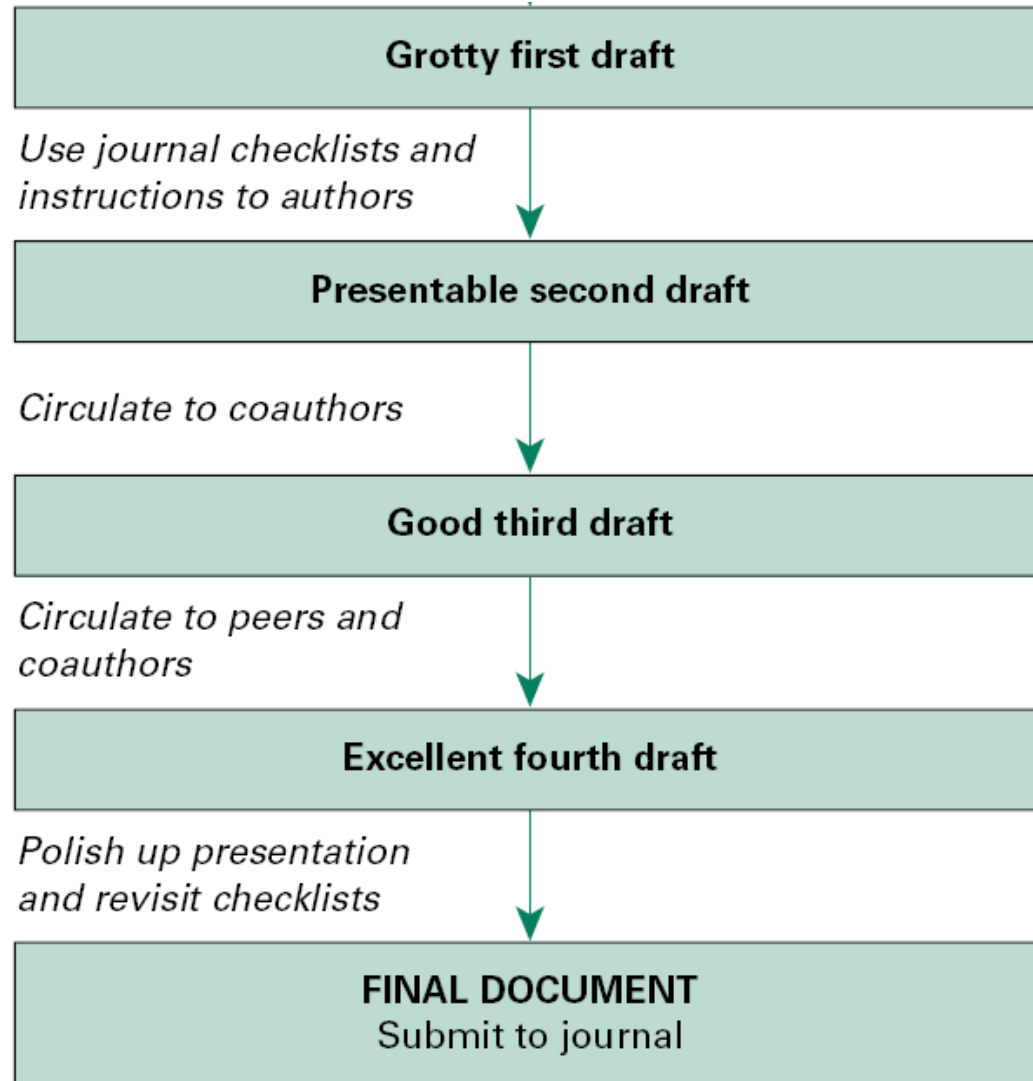 Grotty first draft
Use journal checklists and
instructions to authors
Presentable second draft
Circulate to coauthors
Good third draft
Circulate to peers and
coauthors
Excellent fourth draft
Polish up presentation
and revisit checklists
FINAL DOCUMENT
Submit to journal